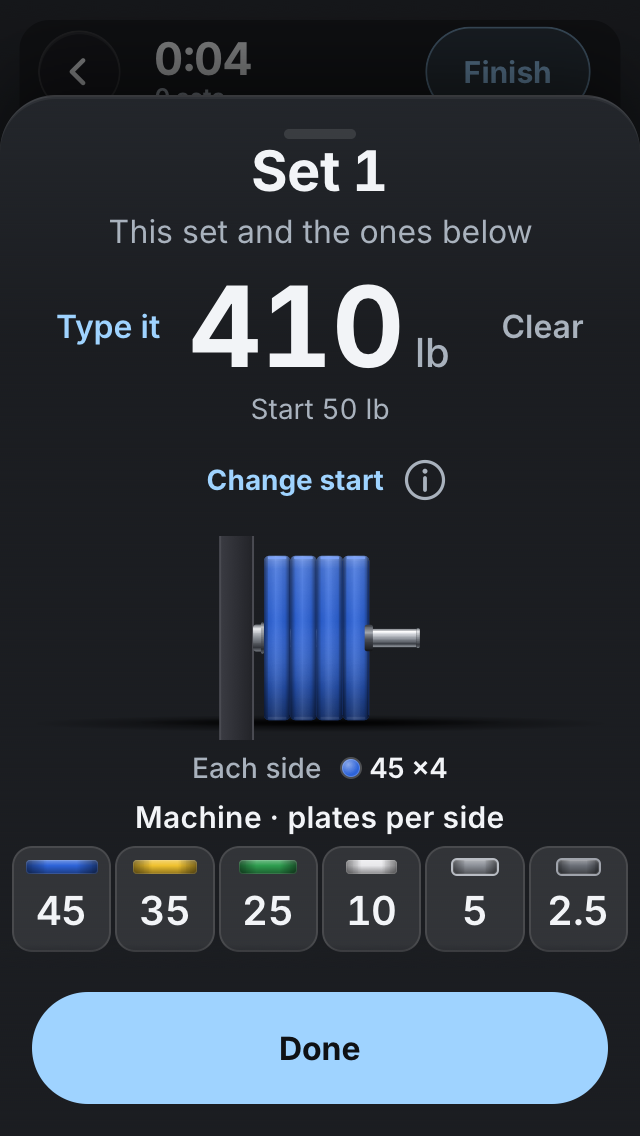 0:04
Finish
Set 1
This set and the ones below
Type it
410 lb
Clear
Start 50 lb
Change start
Each side 45 ×4
Machine · plates per side
45
35
25
10
5
2.5
Done